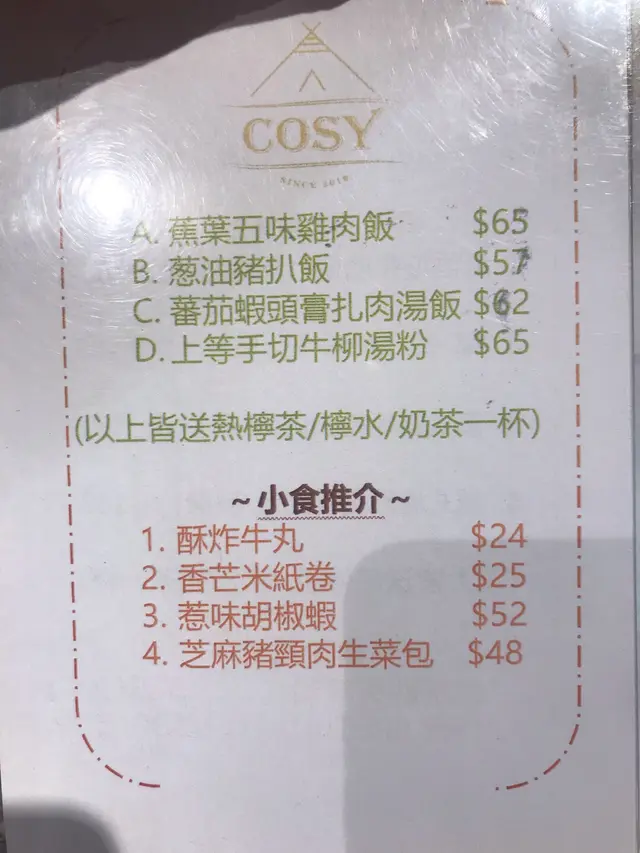 COSY
SINCE 2019
A. 蕉葉五味雞肉飯 $65
B. 葱油豬扒飯 $57
C. 蕃茄蝦頭膏扎肉湯飯 $62
D. 上等手切牛柳湯粉 $65
(以上皆送熱檸茶/檸水/奶茶一杯)
~小食推介~
1. 酥炸牛丸 $24
2. 香芒米紙卷 $25
3. 惹味胡椒蝦 $52
4. 芝麻豬頸肉生菜包 $48